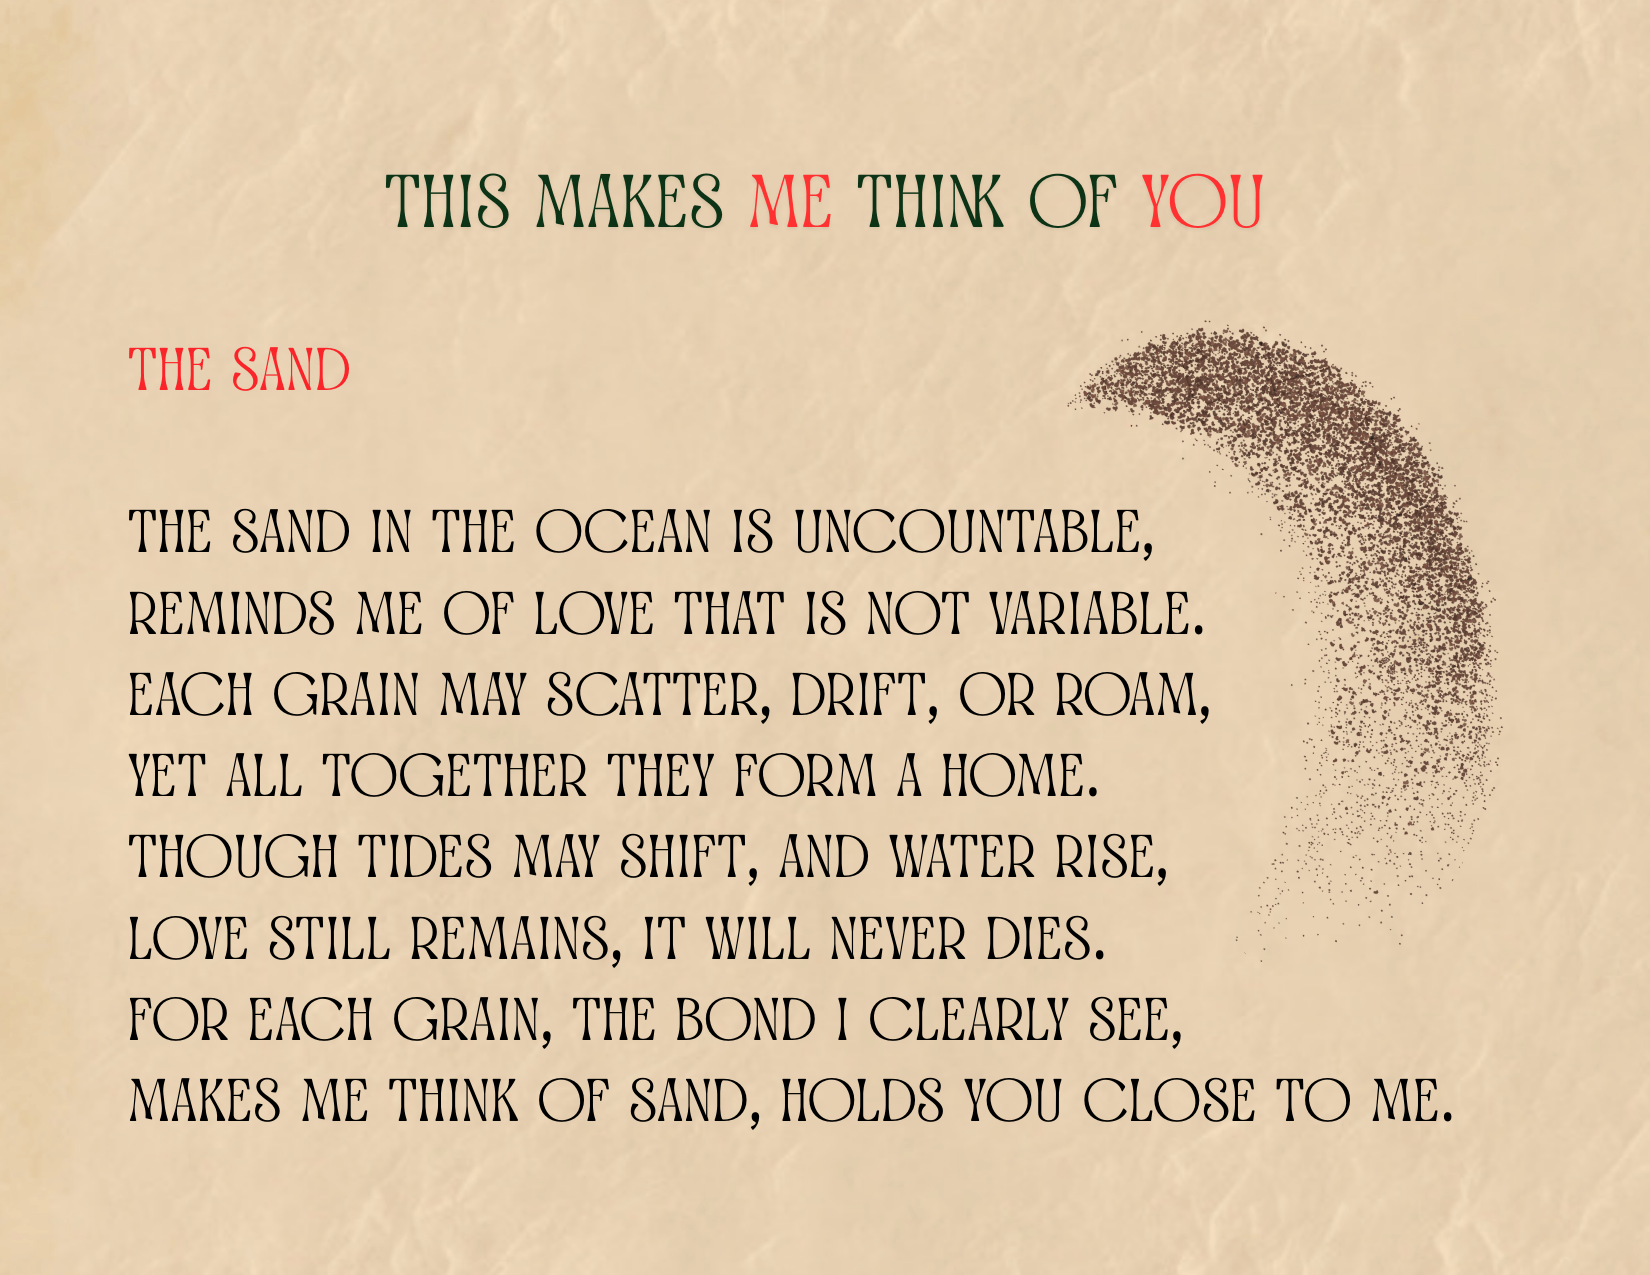 THIS MAKES ME THINK OF YOU
THE SAND
THE SAND IN THE OCEAN IS UNCOUNTABLE,
REMINDS ME OF LOVE THAT IS NOT VARIABLE.
EACH GRAIN MAY SCATTER, DRIFT, OR ROAM,
YET ALL TOGETHER THEY FORM A HOME.
THOUGH TIDES MAY SHIFT, AND WATER RISE,
LOVE STILL REMAINS, IT WILL NEVER DIES.
FOR EACH GRAIN, THE BOND I CLEARLY SEE,
MAKES ME THINK OF SAND, HOLDS YOU CLOSE TO ME.